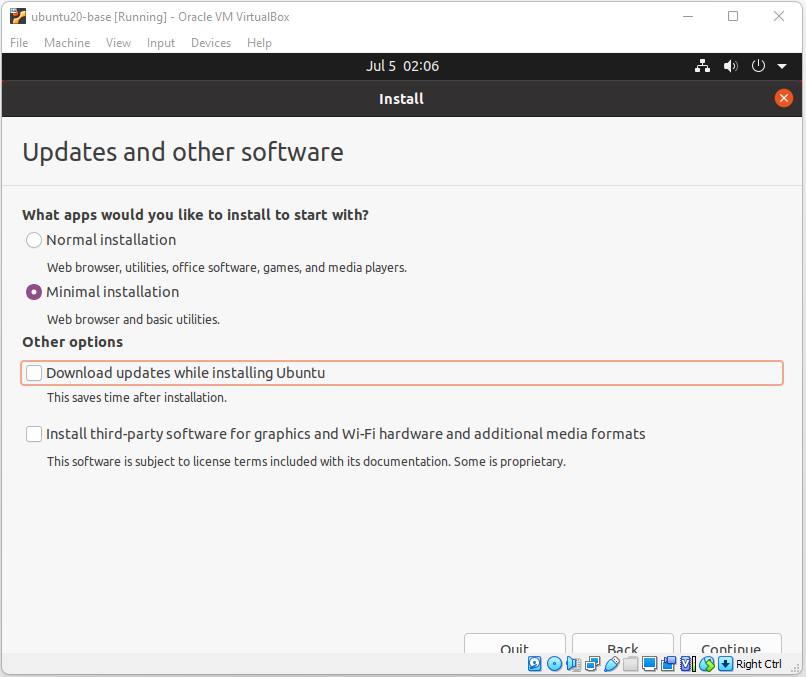 ubuntu20-base [Running] - Oracle VM VirtualBox
File Machine View Input Devices Help
Jul 5 02:06
Install
Updates and other software
What apps would you like to install to start with?
Normal installation
Web browser, utilities, office software, games, and media players.
Minimal installation
Web browser and basic utilities.
Other options
Download updates while installing Ubuntu
This saves time after installation.
Install third-party software for graphics and Wi-Fi hardware and additional media formats
This software is subject to license terms included with its documentation. Some is proprietary.
Quit Back Continue
Right Ctrl